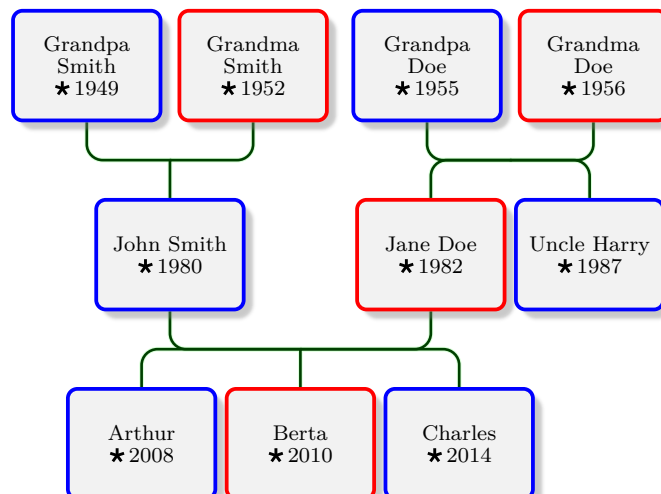 Grandpa
Smith
★ 1949
Grandma
Smith
★ 1952
Grandpa
Doe
★ 1955
Grandma
Doe
★ 1956
John Smith
★ 1980
Jane Doe
★ 1982
Uncle Harry
★ 1987
Arthur
★ 2008
Berta
★ 2010
Charles
★ 2014